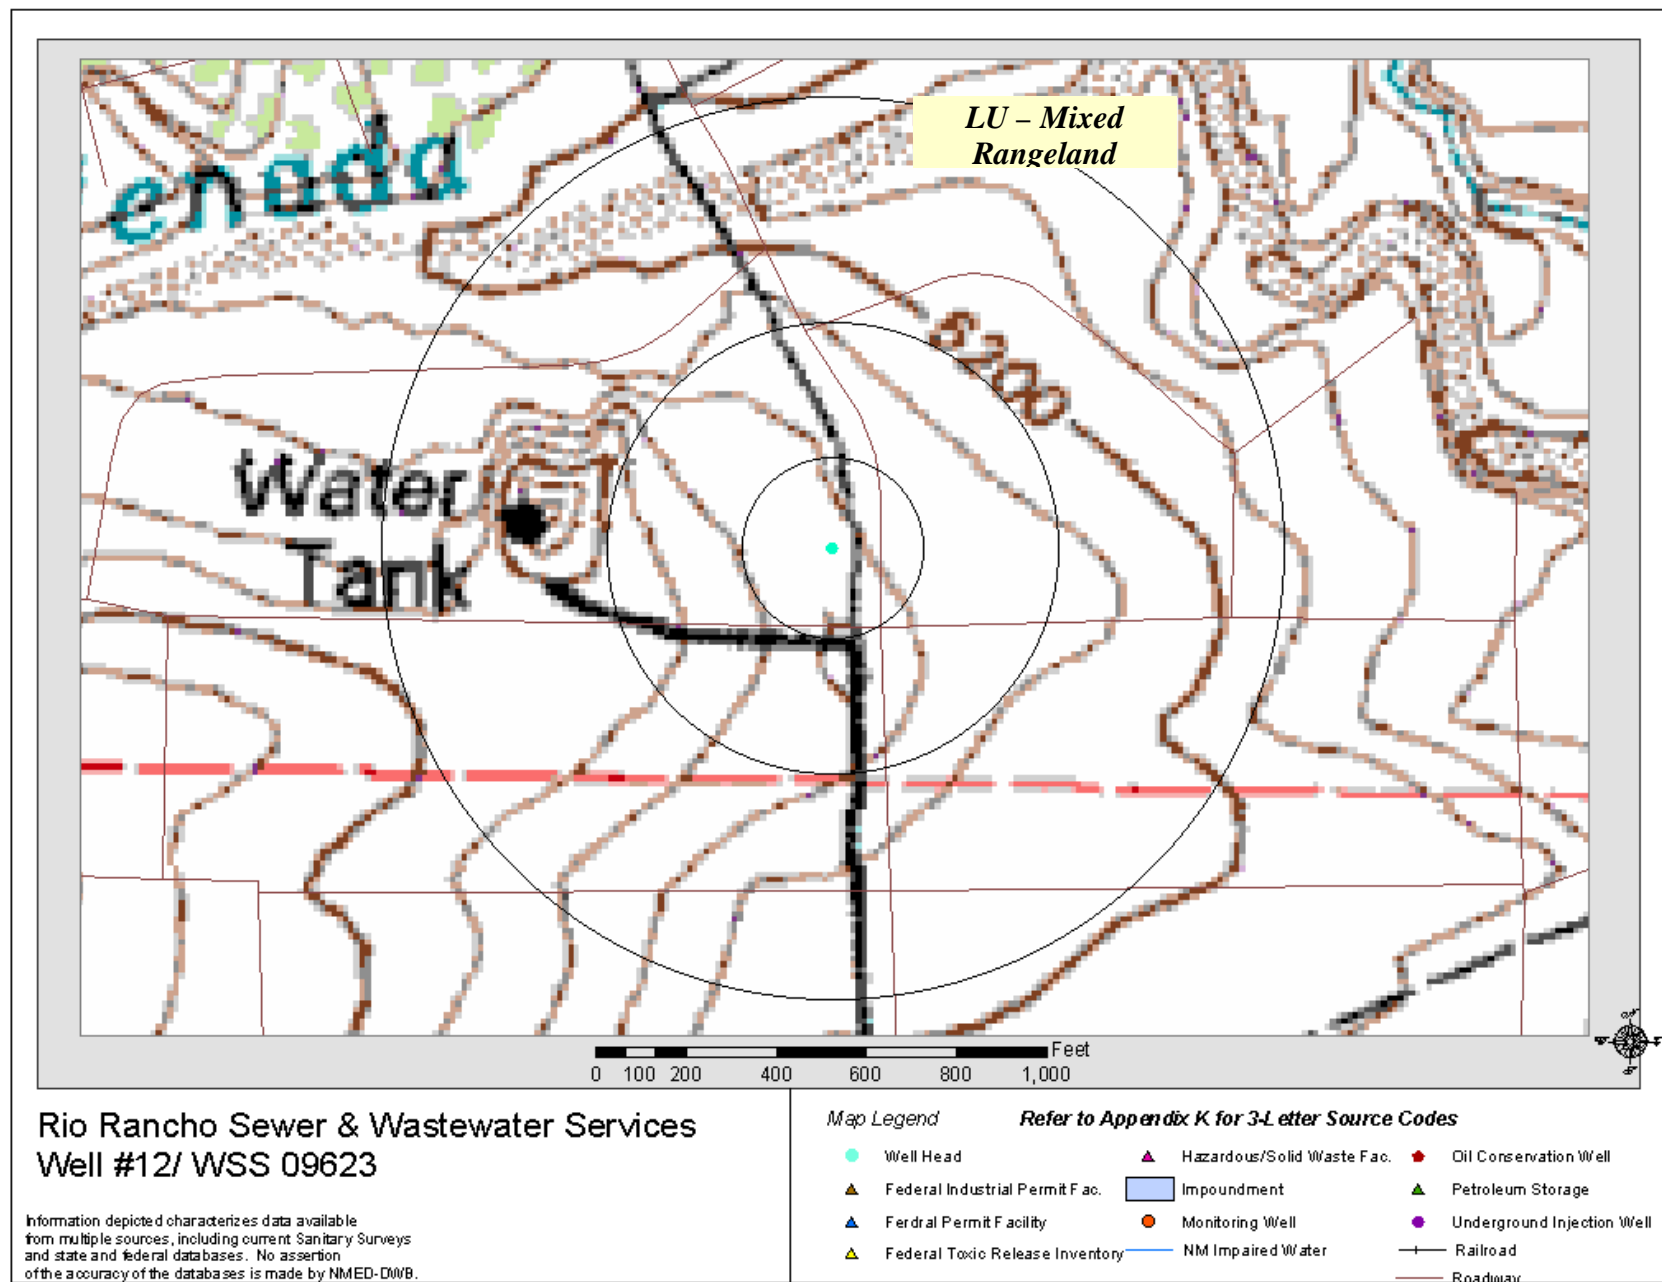 LU – Mixed
Rangeland
enada
6200
Water
Tank
Feet
0 100 200 400 600 800 1,000
Rio Rancho Sewer & Wastewater Services
Well #12/ WSS 09623
Information depicted characterizes data available
from multiple sources, including current Sanitary Surveys
and state and federal databases. No assertion
of the accuracy of the databases is made by NMED-DWB.
Map Legend Refer to Appendix K for 3-Letter Source Codes
Well Head
Federal Industrial Permit Fac.
Ferdral Permit Facility
Federal Toxic Release Inventory
Hazardous/Solid Waste Fac.
Impoundment
Monitoring Well
NM Impaired Water
Oil Conservation Well
Petroleum Storage
Underground Injection Well
Railroad
Roadway